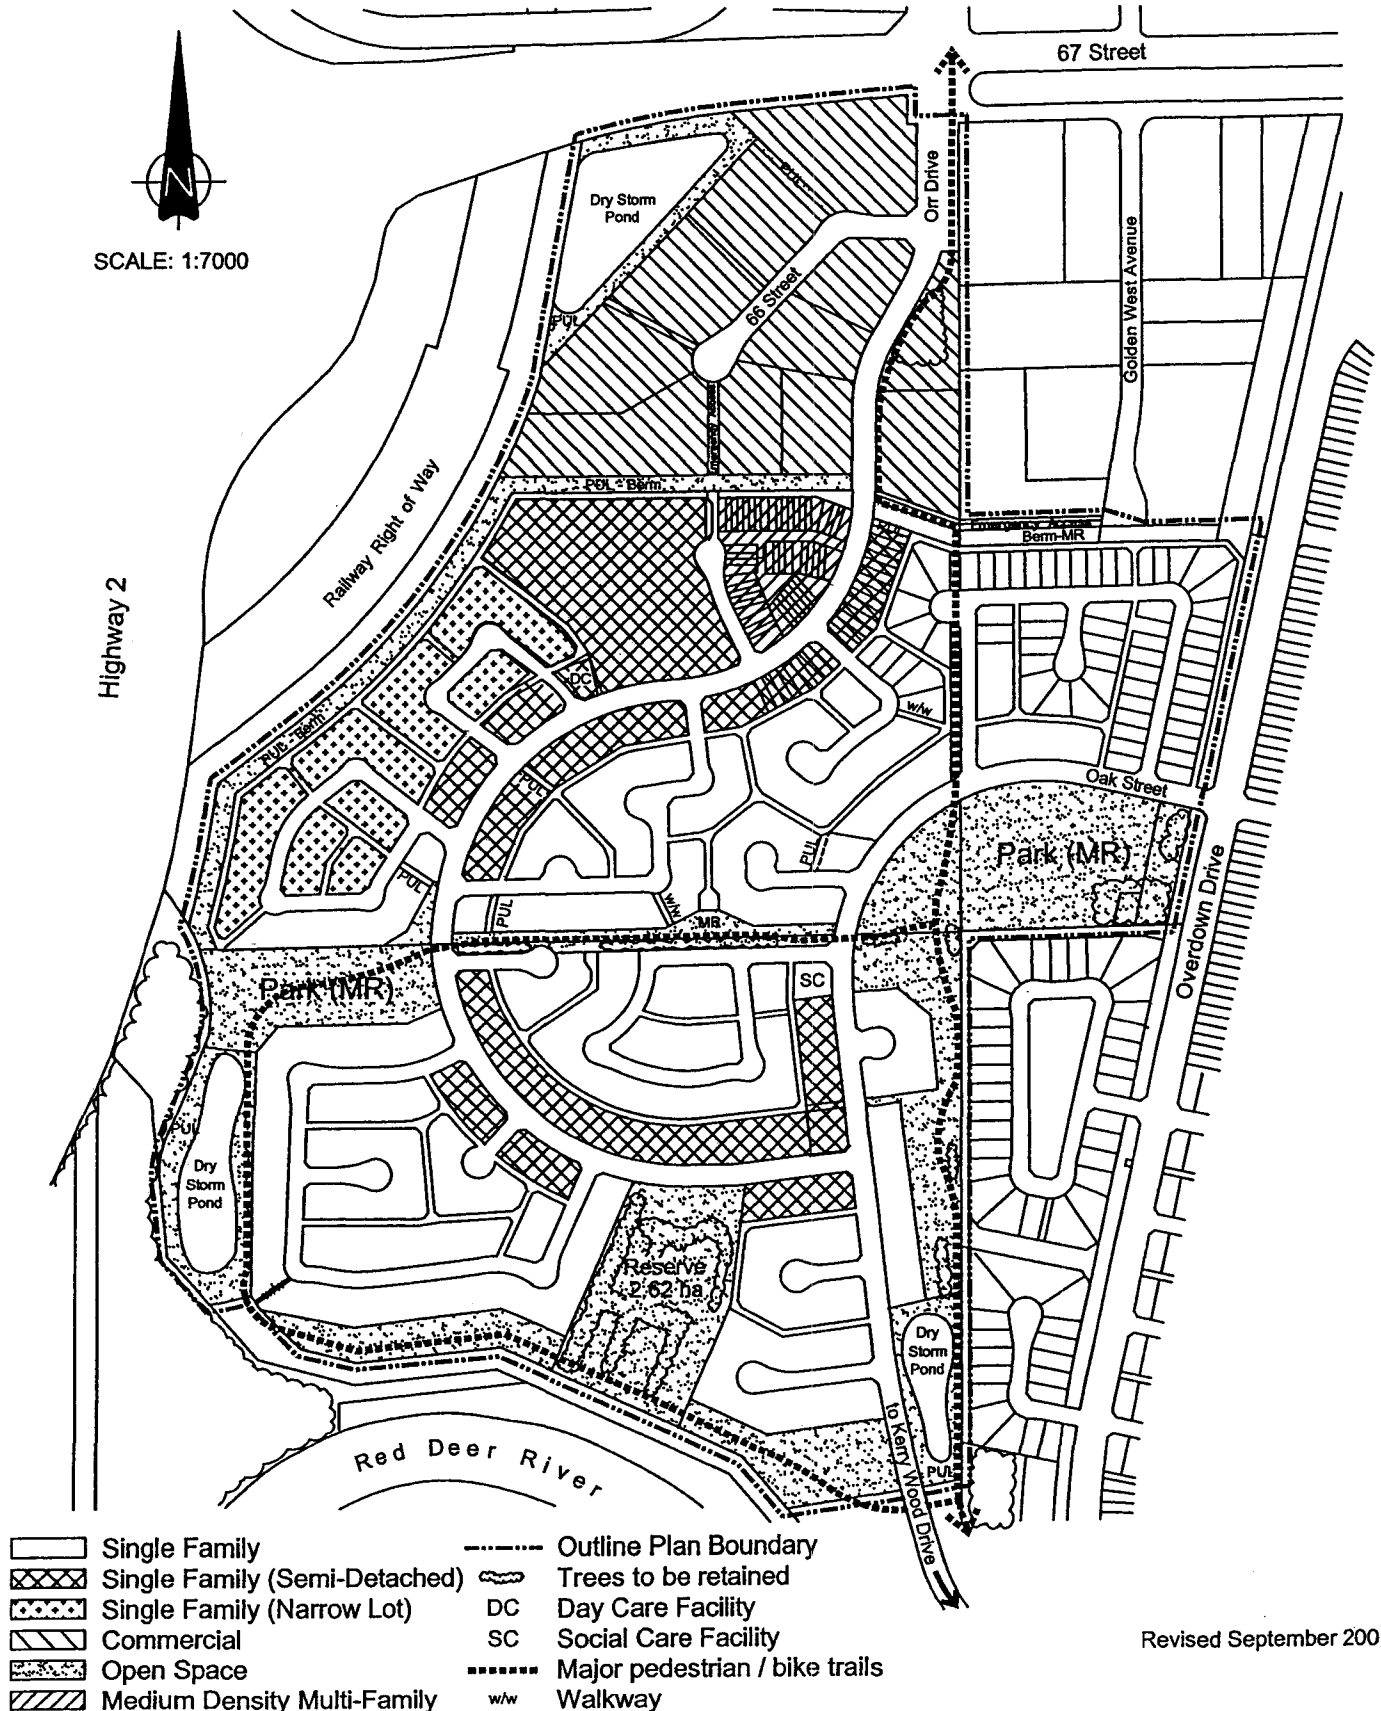 67 Street
N
SCALE: 1:7000
Dry Storm
Pond
PUL
Orr Drive
Golden West Avenue
66 Street
PUL
Emergency Access
Railway Right of Way
PUL - Berm
Emergency Access
Berm-MR
Highway 2
DC
w/w
PUL - Berm
PUL
Oak Street
PUL
Park (MR)
PUL
PUL
w/w
MR
Overdown Drive
Park (MR)
SC
PUL
Dry
Storm
Pond
Reserve
2.62 ha
Dry
Storm
Pond
to Kerry Wood Drive
PUL
Red Deer River
Single Family
Single Family (Semi-Detached)
Single Family (Narrow Lot)
Commercial
Open Space
Medium Density Multi-Family
Outline Plan Boundary
Trees to be retained
DC Day Care Facility
SC Social Care Facility
Major pedestrian / bike trails
w/w Walkway
Revised September 200